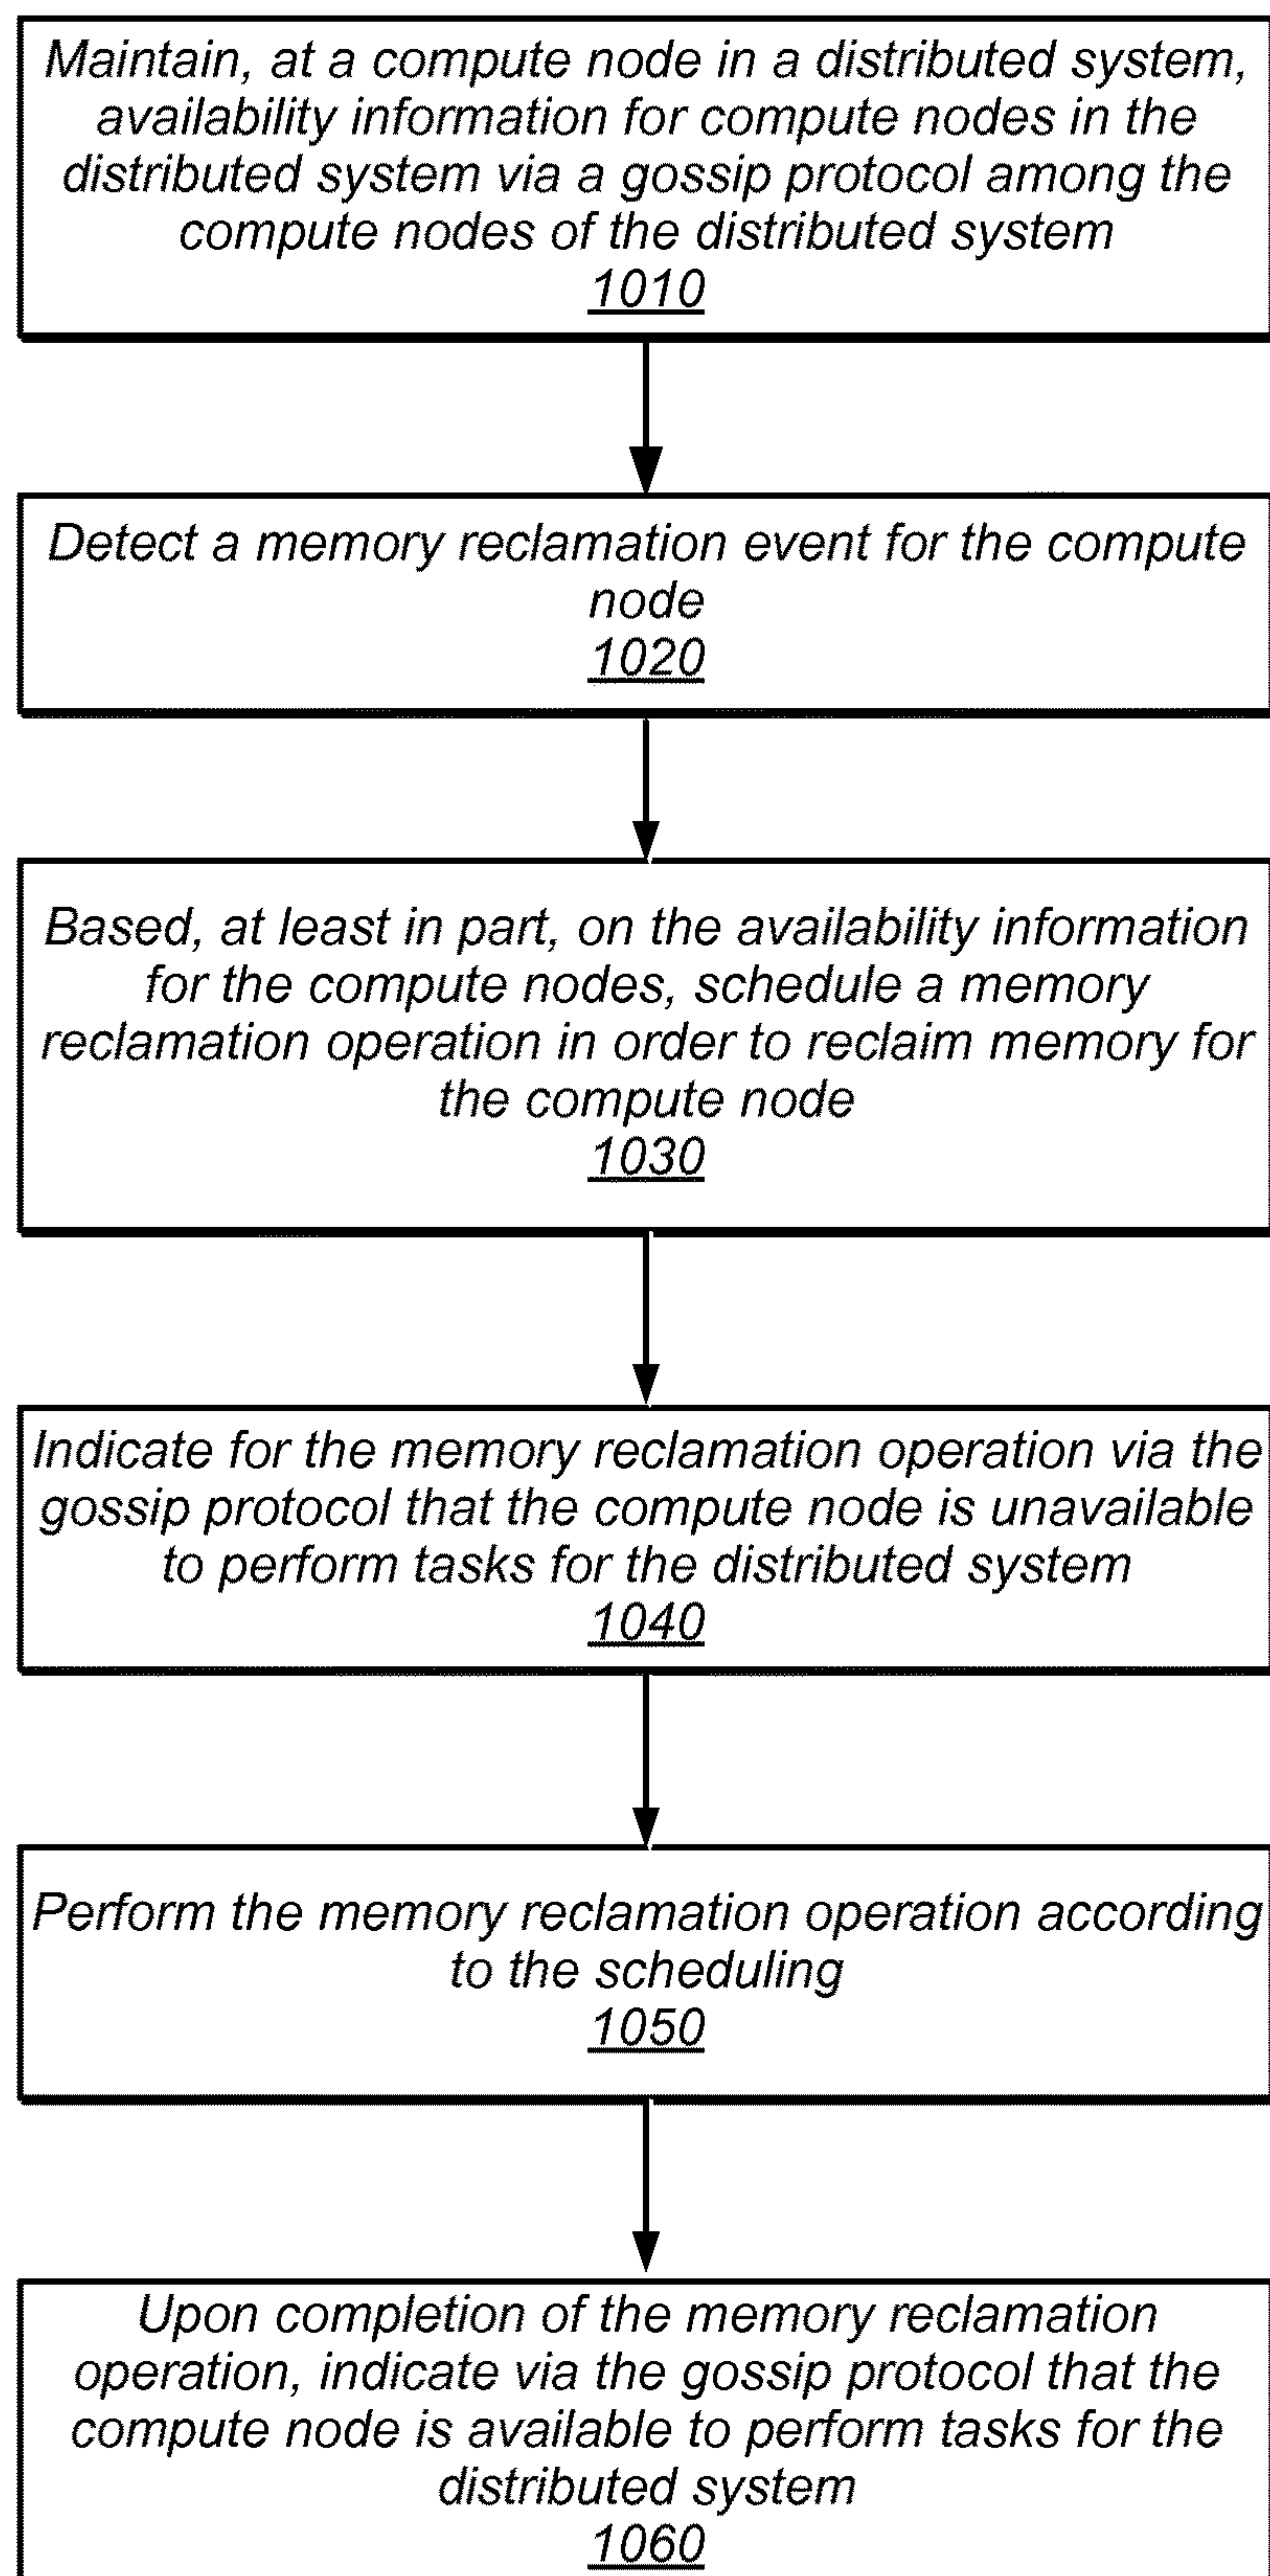 Maintain, at a compute node in a distributed system,
availability information for compute nodes in the
distributed system via a gossip protocol among the
compute nodes of the distributed system
1010
Detect a memory reclamation event for the compute
node
1020
Based, at least in part, on the availability information
for the compute nodes, schedule a memory
reclamation operation in order to reclaim memory for
the compute node
1030
Indicate for the memory reclamation operation via the
gossip protocol that the compute node is unavailable
to perform tasks for the distributed system
1040
Perform the memory reclamation operation according
to the scheduling
1050
Upon completion of the memory reclamation
operation, indicate via the gossip protocol that the
compute node is available to perform tasks for the
distributed system
1060